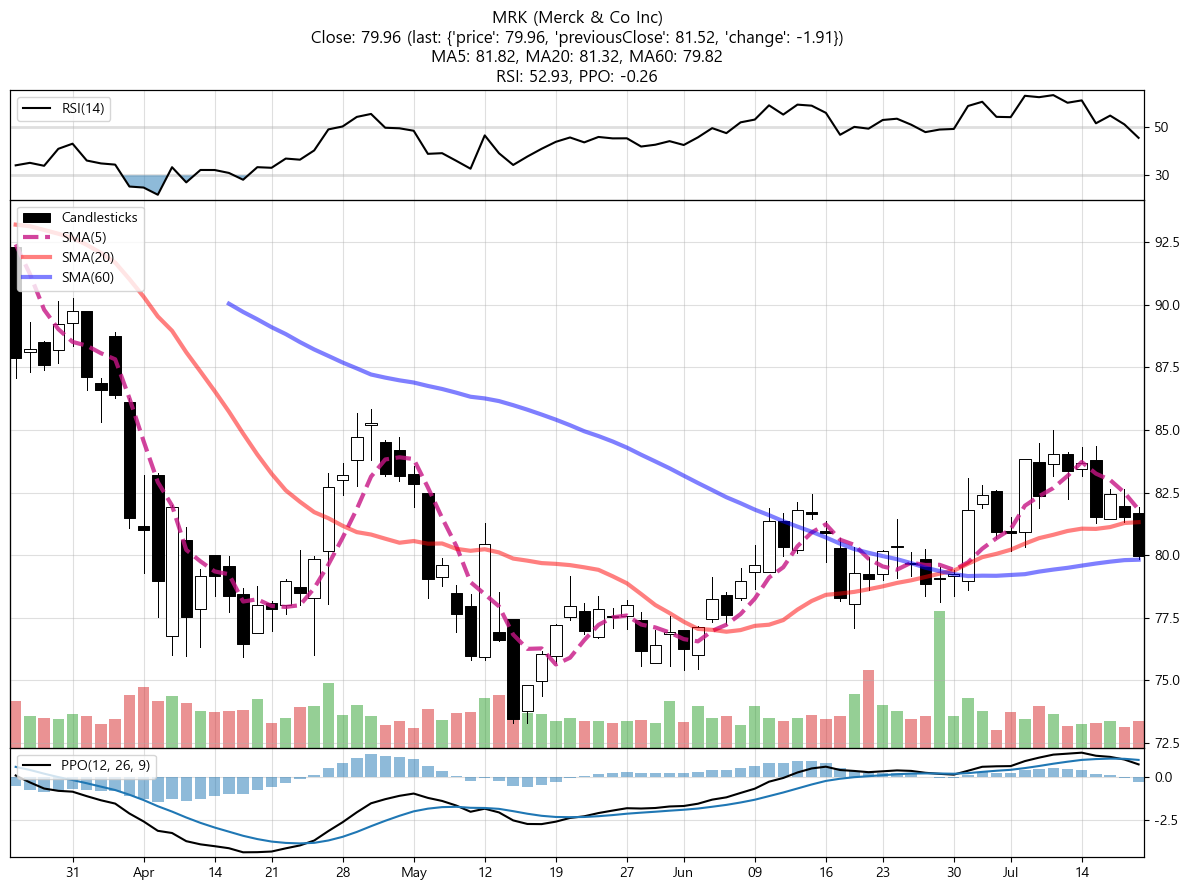 MRK (Merck & Co Inc)
Close: 79.96 (last: {'price': 79.96, 'previousClose': 81.52, 'change': -1.91})
MA5: 81.82, MA20: 81.32, MA60: 79.82
RSI: 52.93, PPO: -0.26
RSI(14)
50
30
Candlesticks
SMA(5)
SMA(20)
SMA(60)
92.5
90.0
87.5
85.0
82.5
80.0
77.5
75.0
72.5
PPO(12, 26, 9)
0.0
-2.5
31 Apr 14 21 28 May 12 19 27 Jun 09 16 23 30 Jul 14